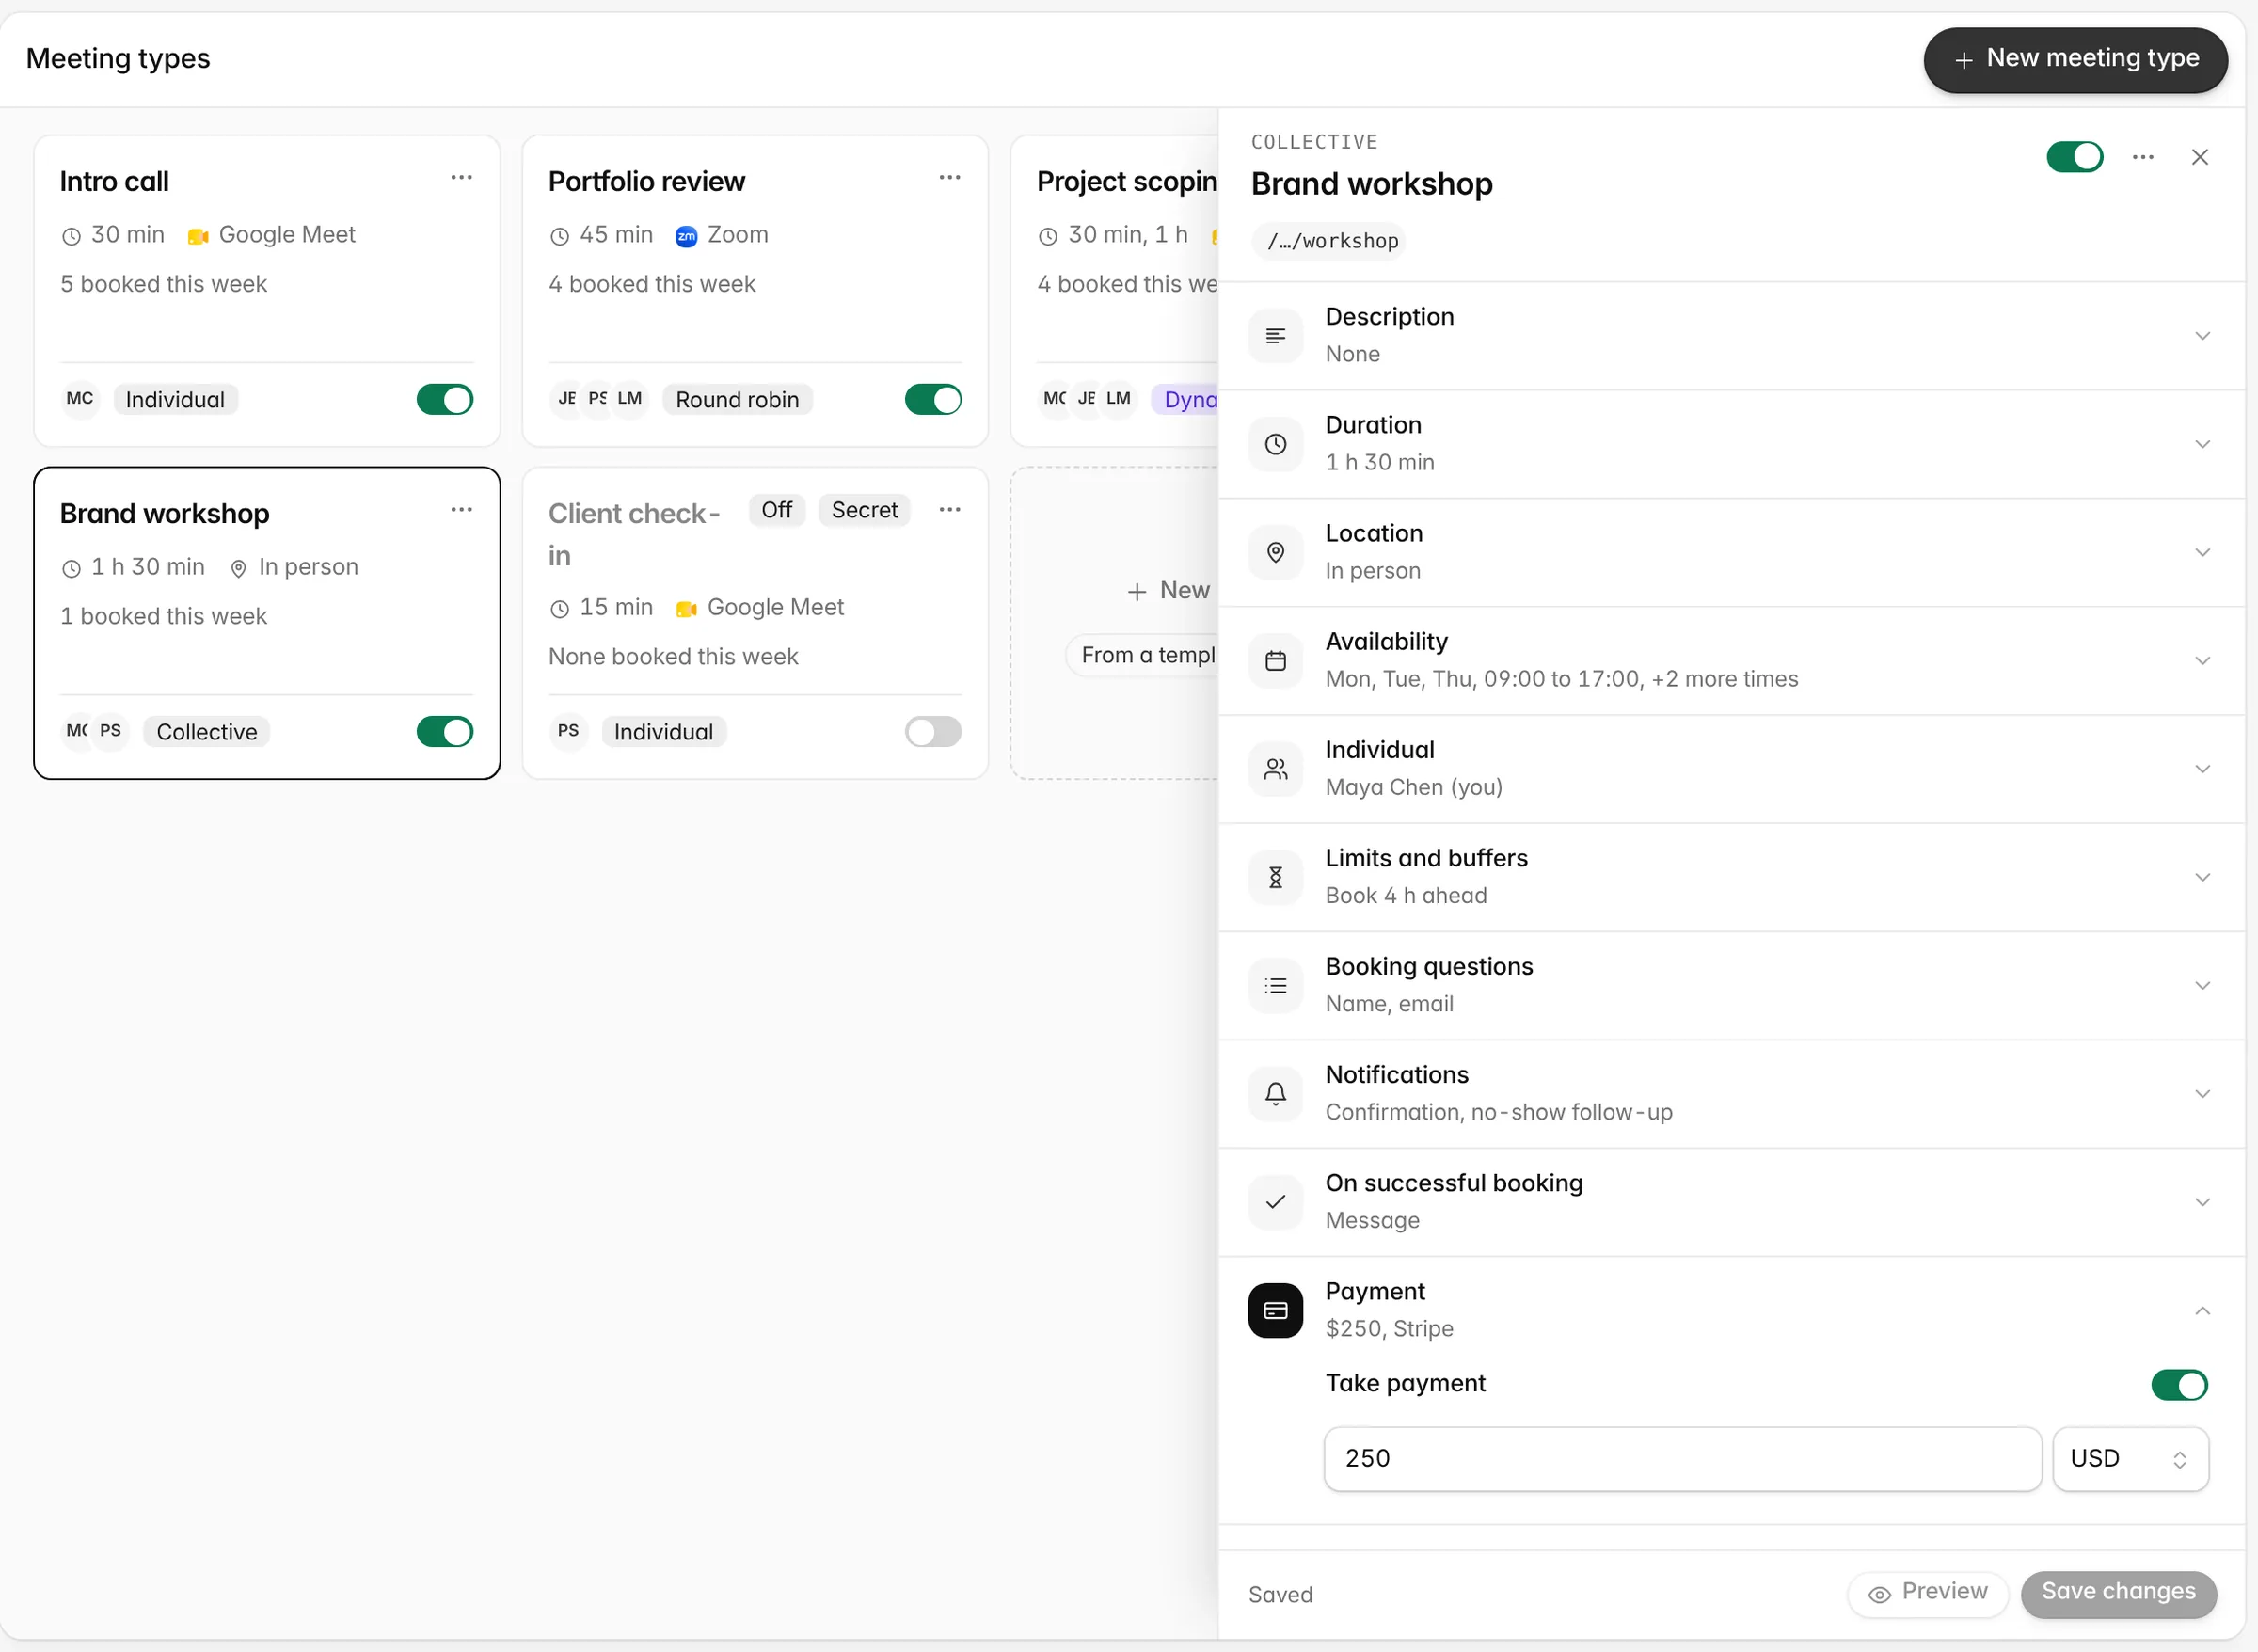 Meeting types
+ New meeting type
Intro call
30 min Google Meet
5 booked this week
MC Individual
Portfolio review
45 min zm Zoom
4 booked this week
JE PS LM Round robin
Project scopin
30 min, 1 h
4 booked this we
MC JE LM Dyna
Brand workshop
1 h 30 min In person
1 booked this week
MC PS Collective
Client check-
in
Off Secret
15 min Google Meet
None booked this week
PS Individual
+ New
From a templ
COLLECTIVE
Brand workshop
/…/workshop
Description
None
Duration
1 h 30 min
Location
In person
Availability
Mon, Tue, Thu, 09:00 to 17:00, +2 more times
Individual
Maya Chen (you)
Limits and buffers
Book 4 h ahead
Booking questions
Name, email
Notifications
Confirmation, no-show follow-up
On successful booking
Message
Payment
$250, Stripe
Take payment
250
USD
Saved
Preview
Save changes